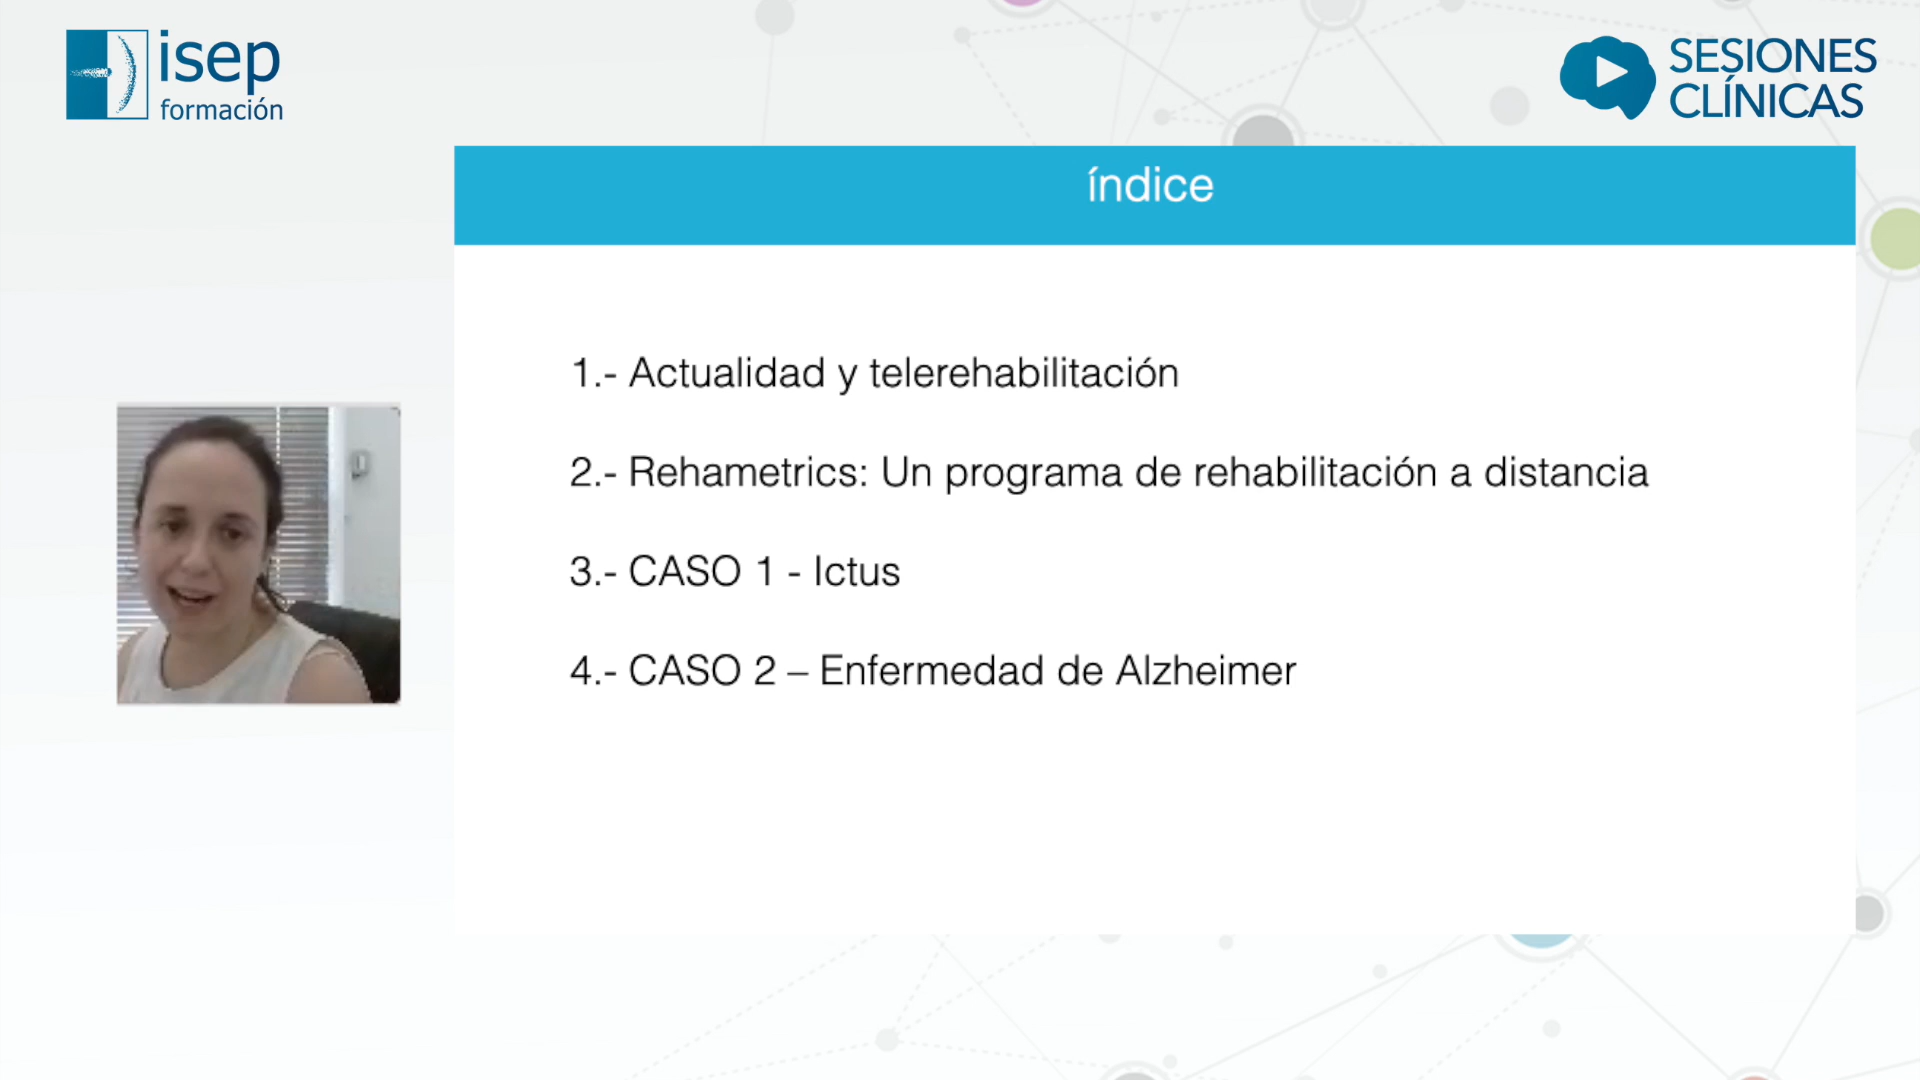 isep
formación
SESIONES
CLÍNICAS
índice
1.- Actualidad y telerehabilitación
2.- Rehametrics: Un programa de rehabilitación a distancia
3.- CASO 1 - Ictus
4.- CASO 2 – Enfermedad de Alzheimer